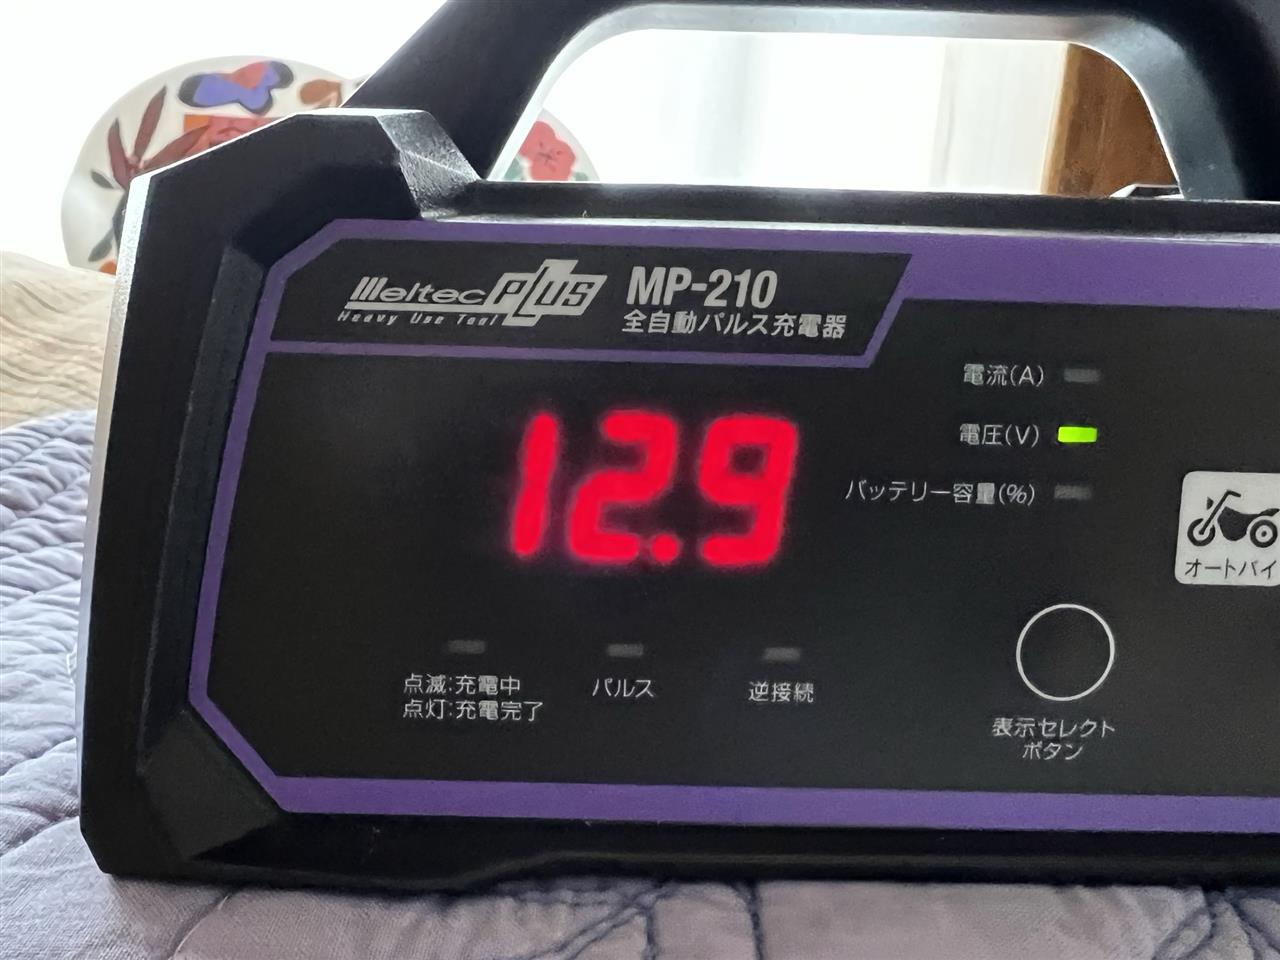 Meltec PLUS
Heavy Use Tool
MP-210
全自動パルス充電器
12.9
電流(A)
電圧(V)
バッテリー容量(%)
オートバイ
点滅:充電中
点灯:充電完了
パルス
逆接続
表示セレクト
ボタン